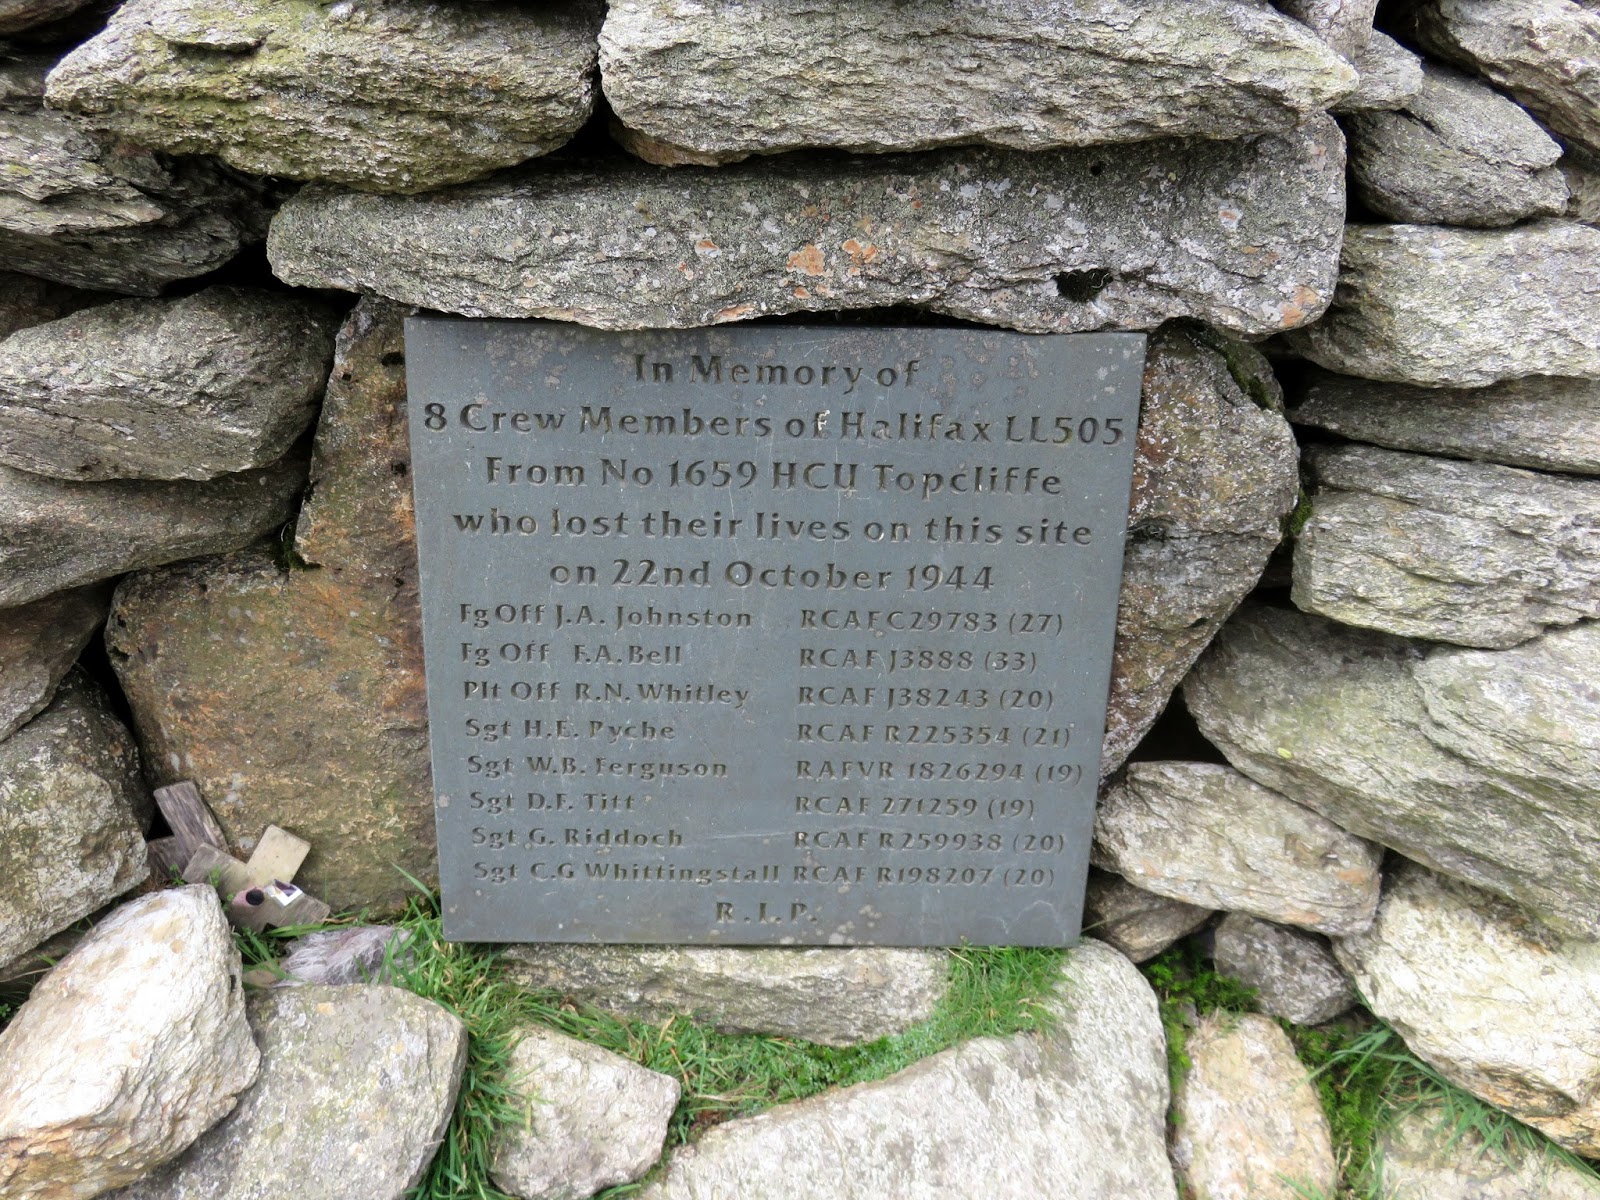 In Memory of
8 Crew Members of Halifax LL505
From No 1659 HCU Topcliffe
who lost their lives on this site
on 22nd October 1944
Fg Off J.A. Johnston RCAF C29783 (27)
Fg Off F.A. Bell RCAF J3888 (33)
Plt Off R.N. Whitley RCAF J38243 (20)
Sgt H.E. Pyche RCAF R225354 (21)
Sgt W.B. Ferguson RAFVR 1826294 (19)
Sgt D.F. Titt RCAF 271259 (19)
Sgt G. Riddoch RCAF R259938 (20)
Sgt C.G Whittingstall RCAF R198207 (20)
R.I.P.